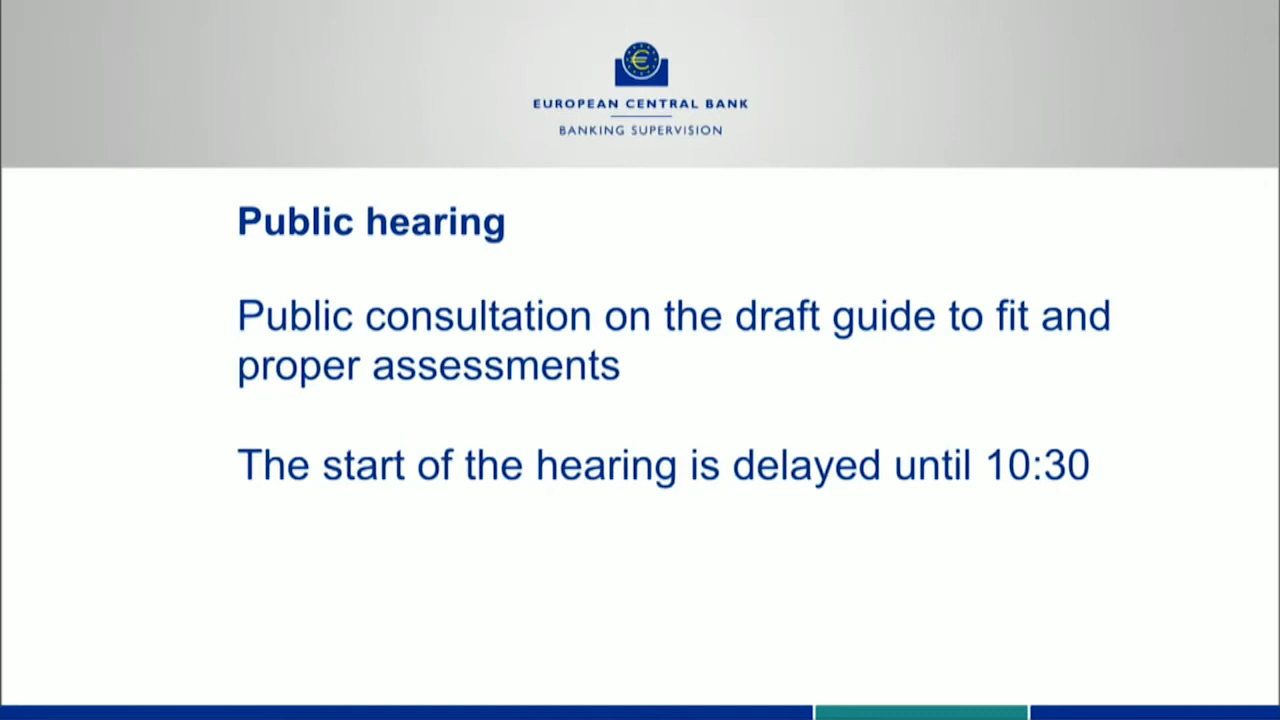 EUROPEAN CENTRAL BANK
BANKING SUPERVISION
Public hearing
Public consultation on the draft guide to fit and
proper assessments
The start of the hearing is delayed until 10:30